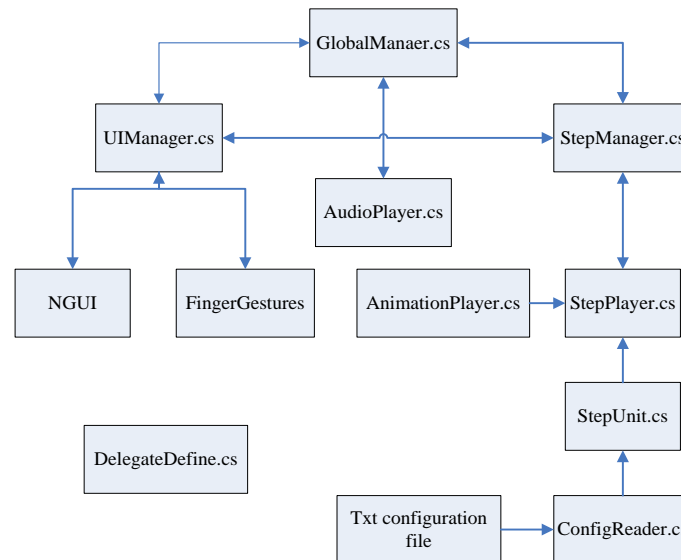 GlobalManaer.cs
UIManager.cs
StepManager.cs
AudioPlayer.cs
NGUI
FingerGestures
AnimationPlayer.cs
StepPlayer.cs
StepUnit.cs
DelegateDefine.cs
Txt configuration
file
ConfigReader.c